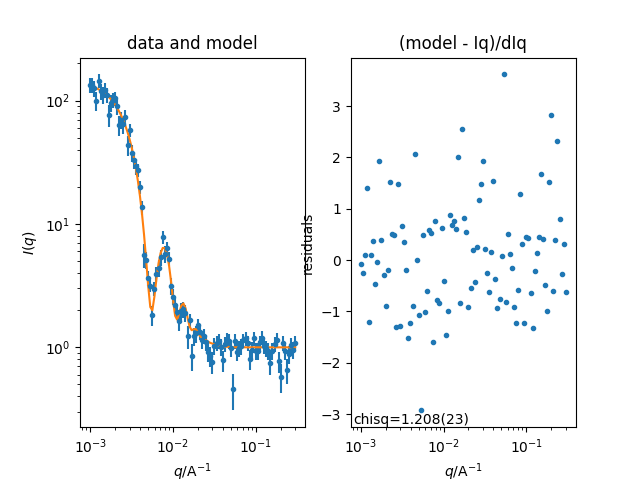 data and model
I(q)
10²
10¹
10⁰
10⁻³
10⁻²
10⁻¹
q/A⁻¹
(model - Iq)/dIq
residuals
3
2
1
0
−1
−2
−3
chisq=1.208(23)
10⁻³
10⁻²
10⁻¹
q/A⁻¹